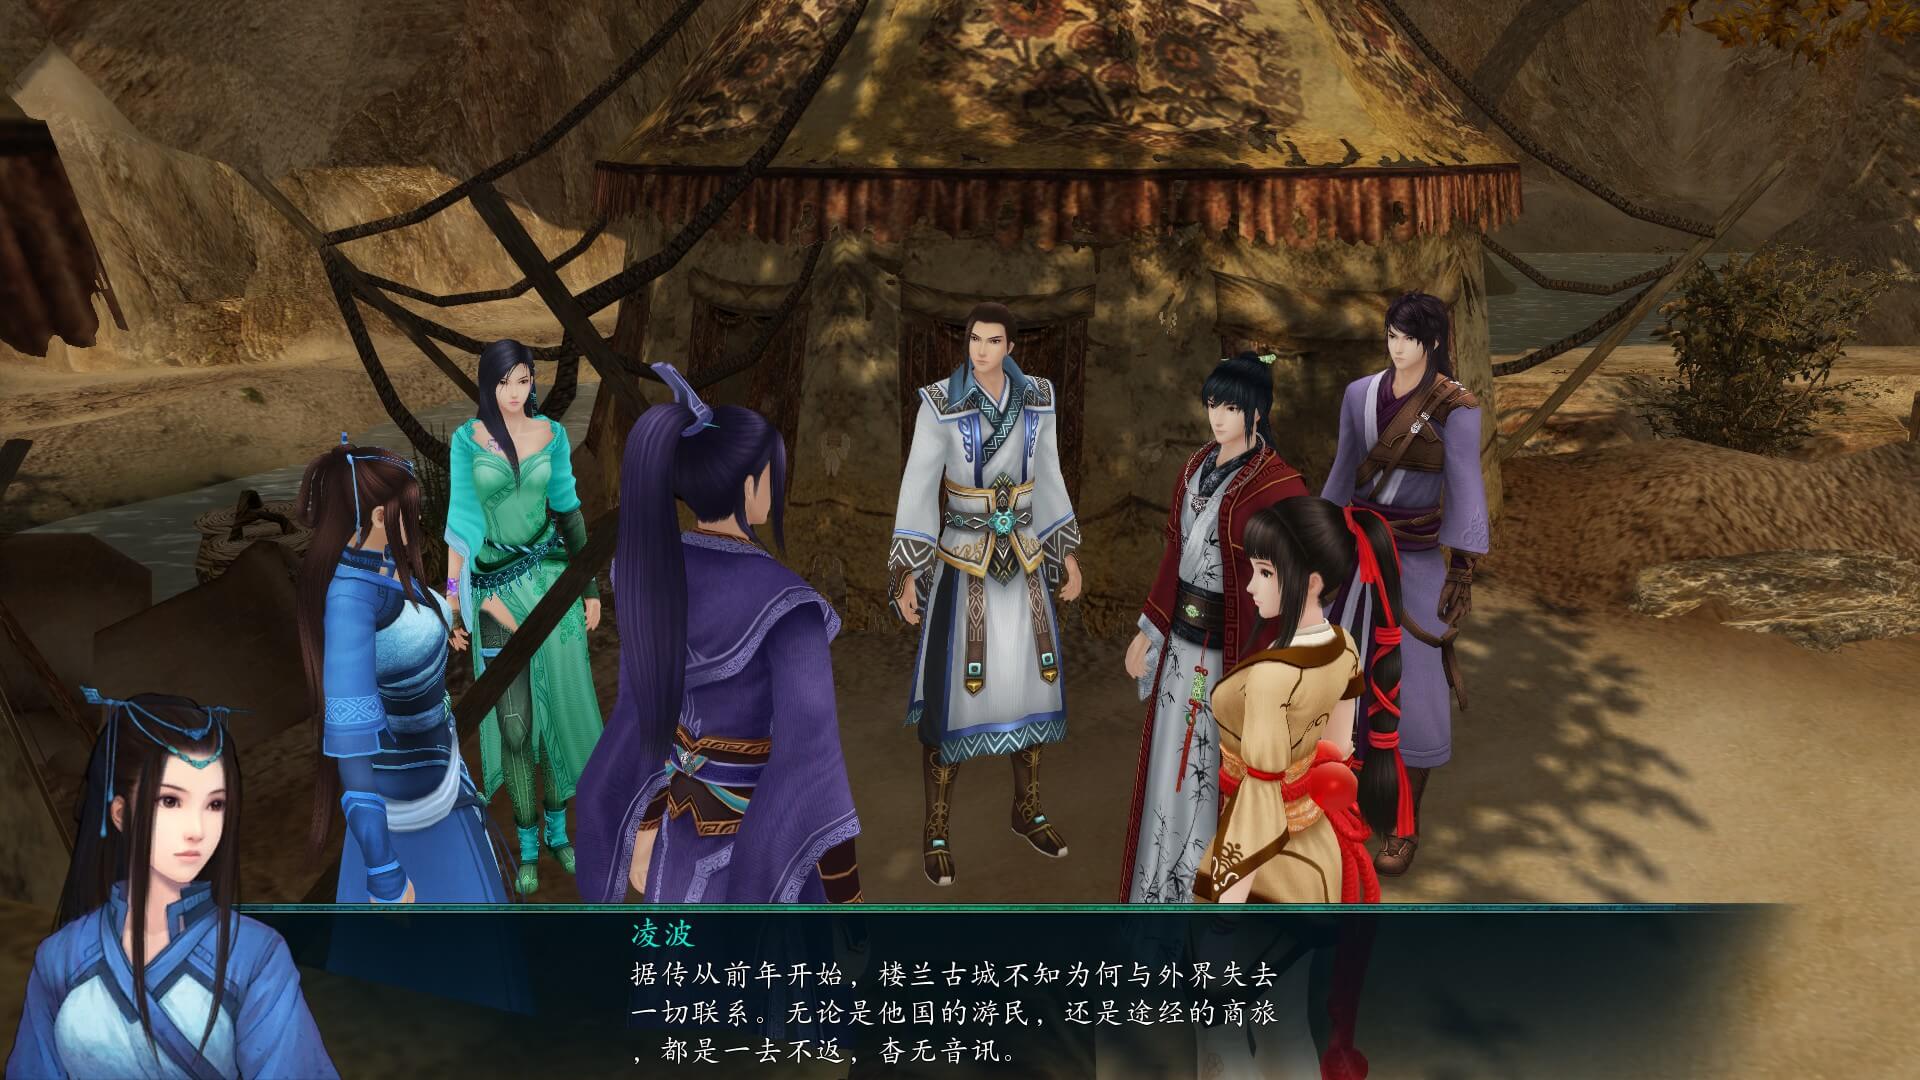 凌波
据传从前年开始，楼兰古城不知为何与外界失去
一切联系。无论是他国的游民，还是途经的商旅
，都是一去不返，杳无音讯。